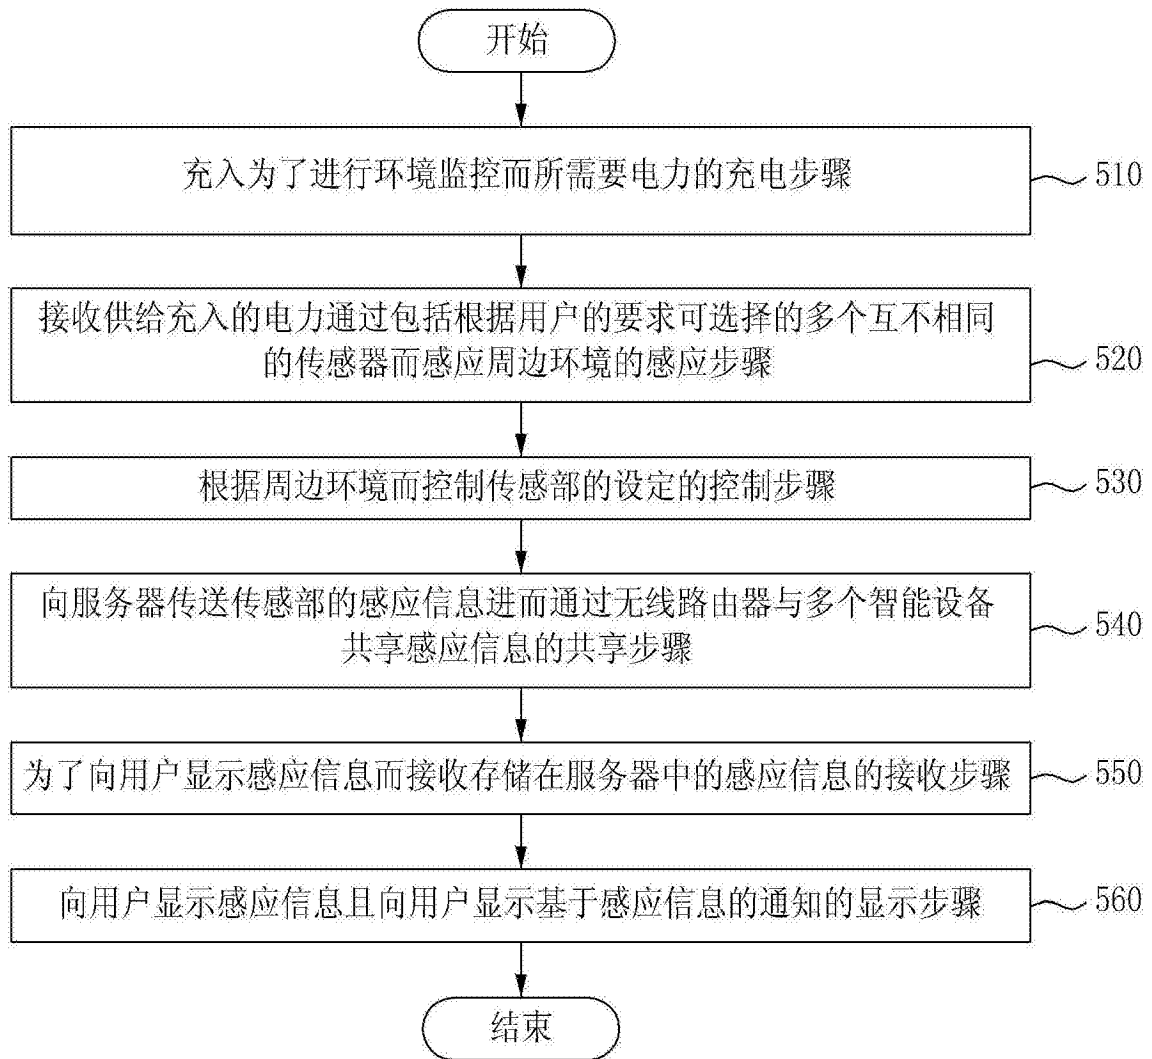 开始
充入为了进行环境监控而所需要电力的充电步骤
510
接收供给充入的电力通过包括根据用户的要求可选择的多个互不相同
的传感器而感应周边环境的感应步骤
520
根据周边环境而控制传感部的设定的控制步骤
530
向服务器传送传感部的感应信息进而通过无线路由器与多个智能设备
共享感应信息的共享步骤
540
为了向用户显示感应信息而接收存储在服务器中的感应信息的接收步骤
550
向用户显示感应信息且向用户显示基于感应信息的通知的显示步骤
560
结束